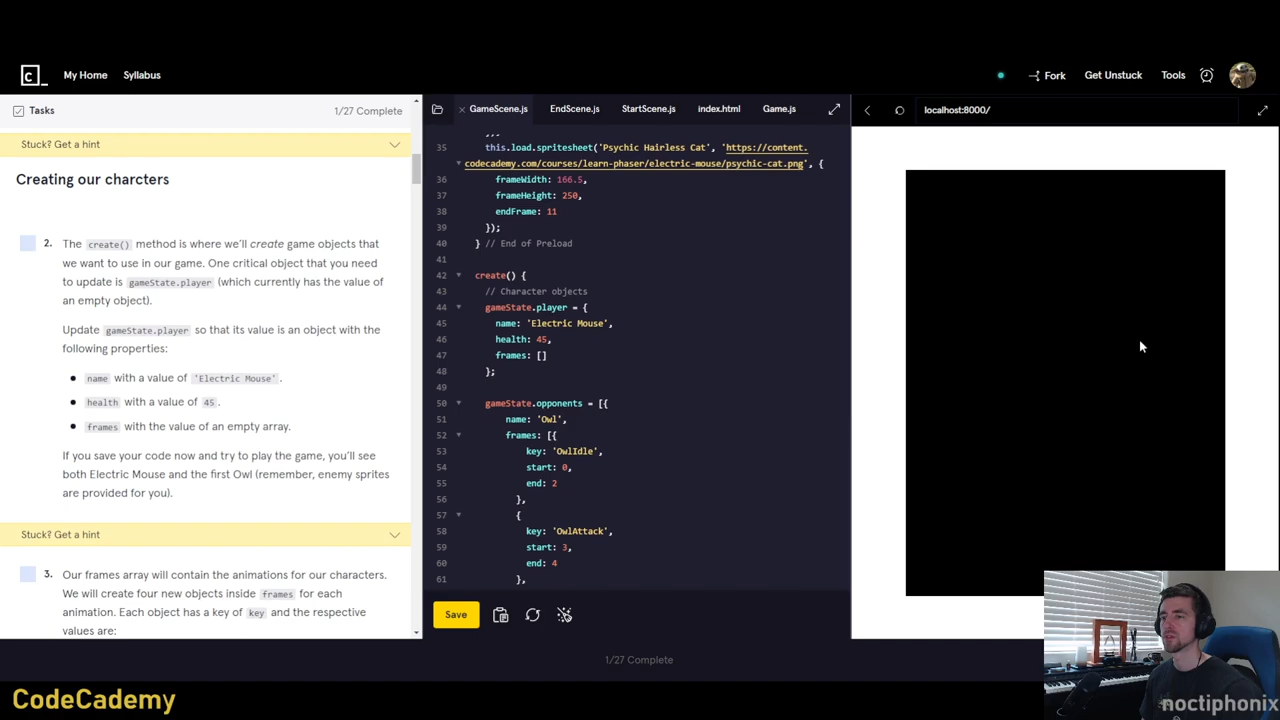 c_
My Home
Syllabus
Fork
Get Unstuck
Tools
Tasks
1/27 Complete
Stuck? Get a hint
Creating our charcters
2. The create() method is where we'll create game objects that
we want to use in our game. One critical object that you need
to update is gameState.player (which currently has the value of
an empty object).
Update gameState.player so that its value is an object with the
following properties:
name with a value of 'Electric Mouse'.
health with a value of 45.
frames with the value of an empty array.
If you save your code now and try to play the game, you'll see
both Electric Mouse and the first Owl (remember, enemy sprites
are provided for you).
Stuck? Get a hint
3. Our frames array will contain the animations for our characters.
We will create four new objects inside frames for each
animation. Each object has a key of key and the respective
values are:
GameScene.js
EndScene.js
StartScene.js
index.html
Game.js
35 this.load.spritesheet('Psychic Hairless Cat', 'https://content.
codecademy.com/courses/learn-phaser/electric-mouse/psychic-cat.png', {
36 frameWidth: 166.5,
37 frameHeight: 250,
38 endFrame: 11
39 });
40 } // End of Preload
41
42 create() {
43 // Character objects
44 gameState.player = {
45 name: 'Electric Mouse',
46 health: 45,
47 frames: []
48 };
49
50 gameState.opponents = [{
51 name: 'Owl',
52 frames: [{
53 key: 'OwlIdle',
54 start: 0,
55 end: 2
56 },
57 {
58 key: 'OwlAttack',
59 start: 3,
60 end: 4
61 },
Save
localhost:8000/
1/27 Complete
CodeCademy
noctiphonix